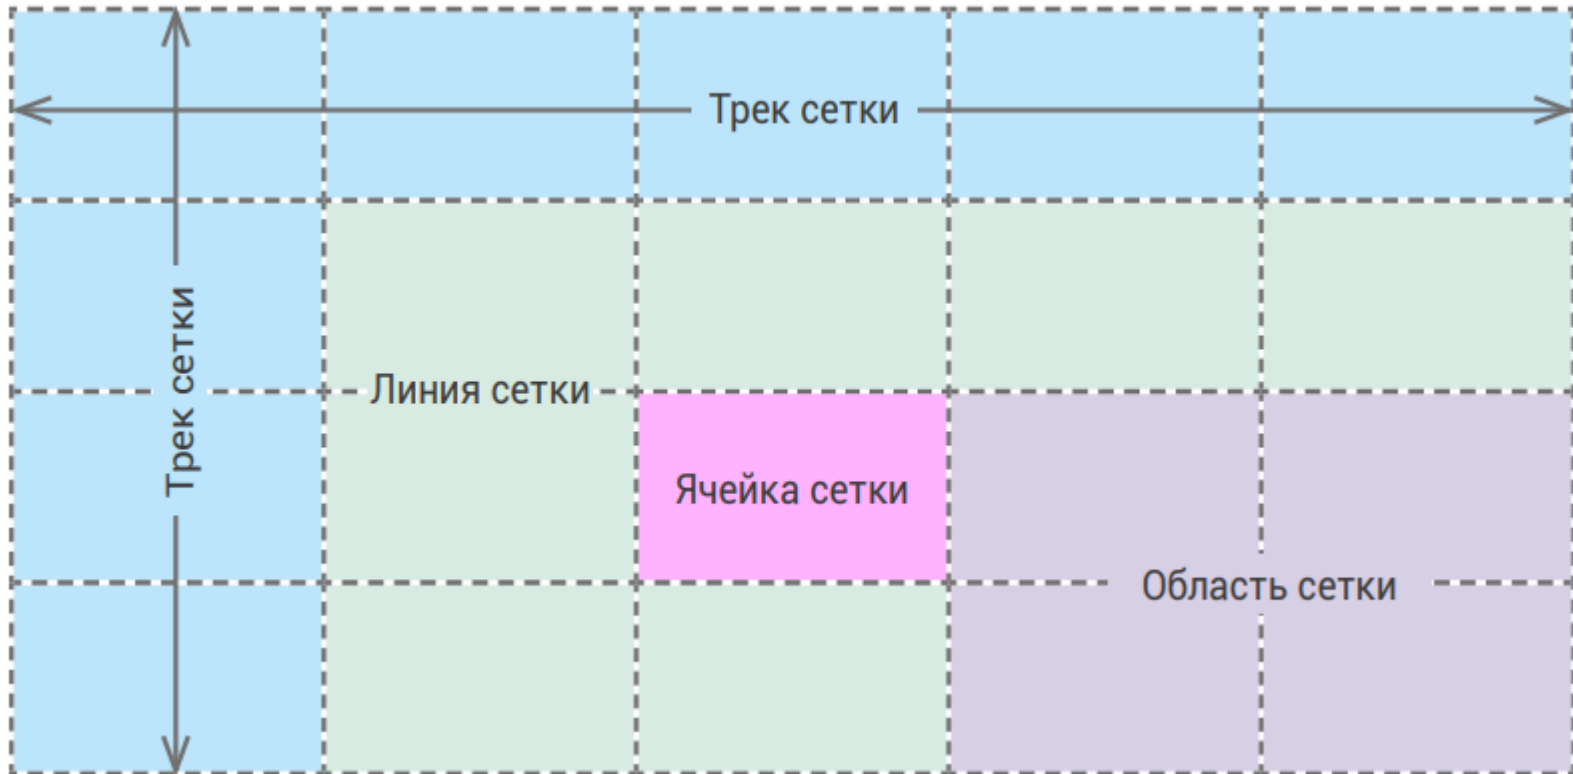 Трек сетки
Трек сетки
Линия сетки
Ячейка сетки
Область сетки